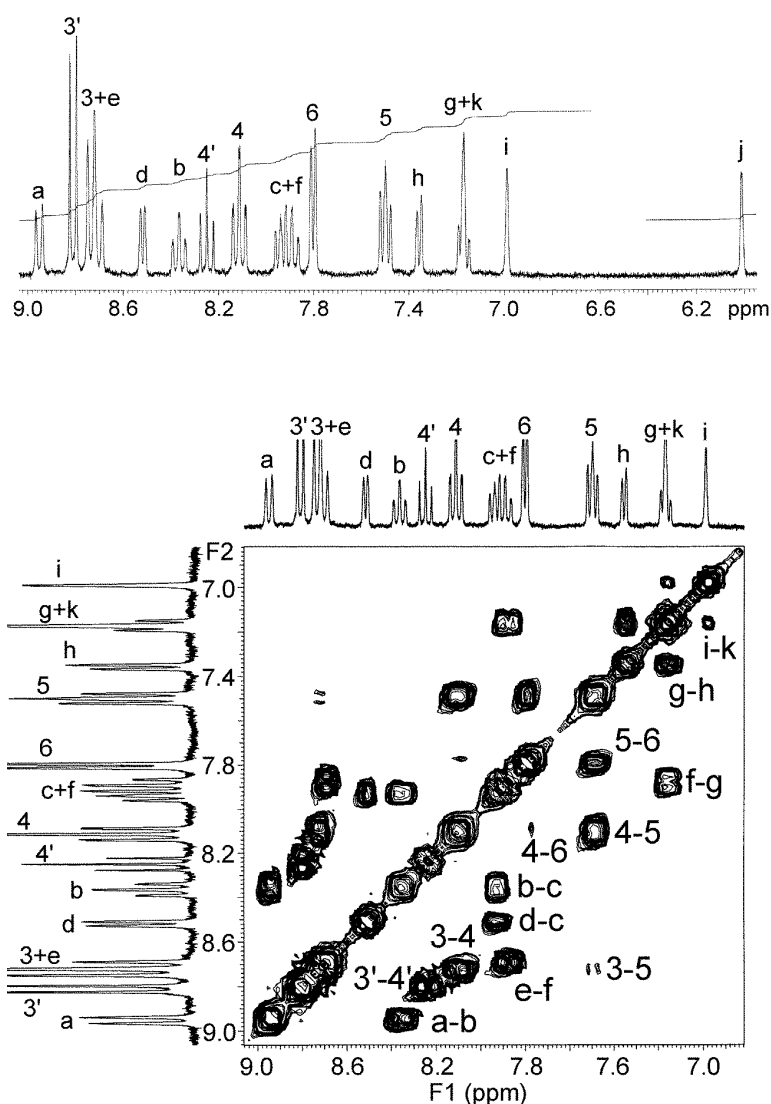 3'
3+e
6
g+k
4
5
4'
i
d
b
j
c+f
a
h
9.0 8.6 8.2 7.8 7.4 7.0 6.6 6.2 ppm
3'
3+e
4
6
5
g+k
i
4'
a
d
b
c+f
h
F2
i
7.0
g+k
i-k
h
g-h
7.4
5
5-6
6
7.8
f-g
c+f
4
4-5
4-6
8.2
4'
b-c
b
d-c
d
8.6
3-4
3+e
3'-4'
3-5
e-f
3'
a-b
a
9.0
9.0 8.6 8.2 7.8 7.4 7.0
F1 (ppm)